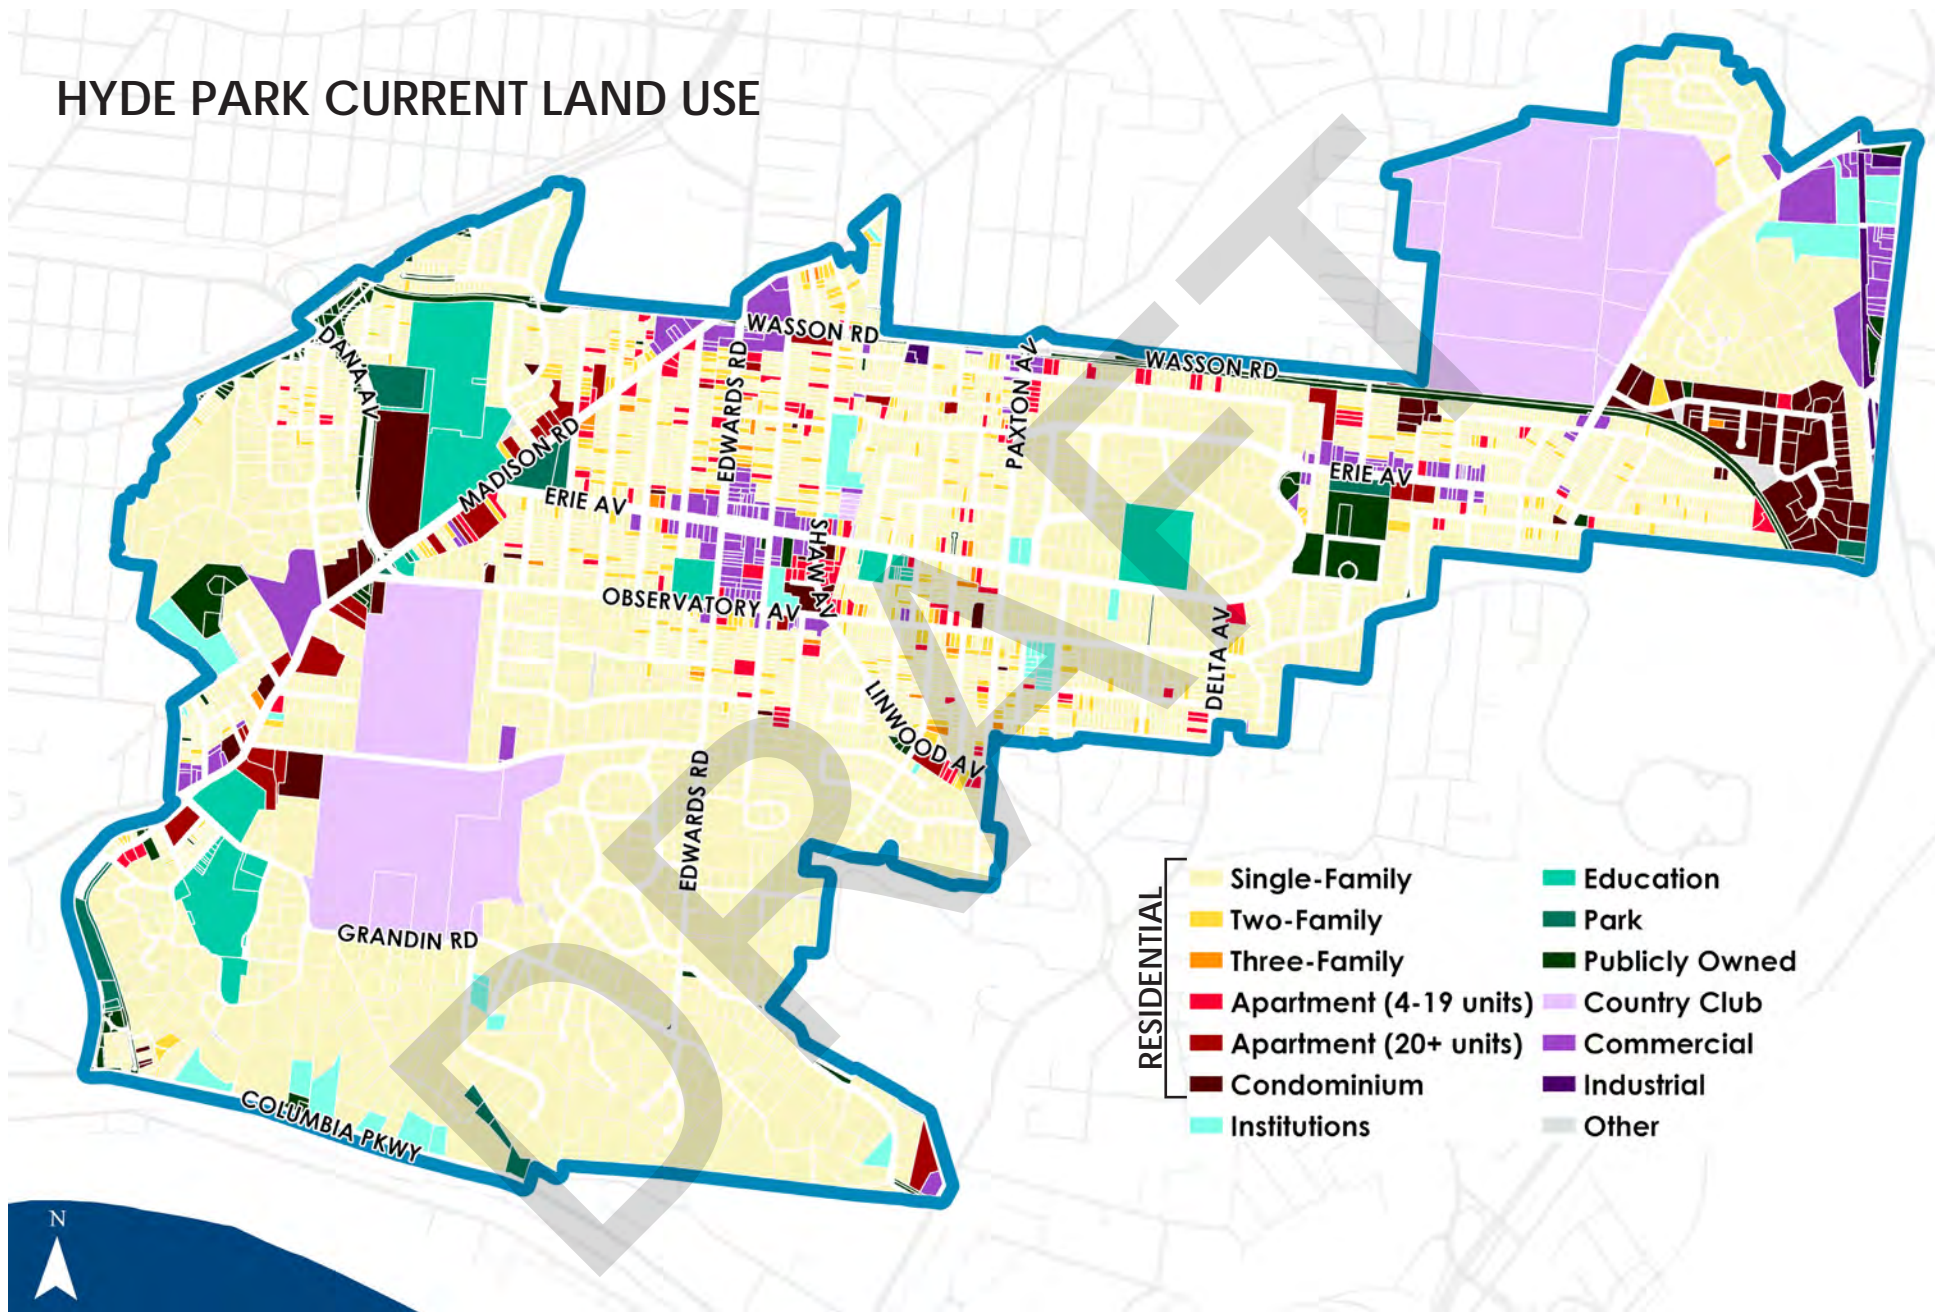 HYDE PARK CURRENT LAND USE
DANA AV
MADISON RD
ERIE AV
EDWARDS RD
WASSON RD
SHAW AV
OBSERVATORY AV
PAXTON AV
WASSON RD
ERIE AV
DELTA AV
LINWOOD AV
EDWARDS RD
GRANDIN RD
COLUMBIA PKWY
DRAFT
RESIDENTIAL
Single-Family
Two-Family
Three-Family
Apartment (4-19 units)
Apartment (20+ units)
Condominium
Institutions
Education
Park
Publicly Owned
Country Club
Commercial
Industrial
Other
N